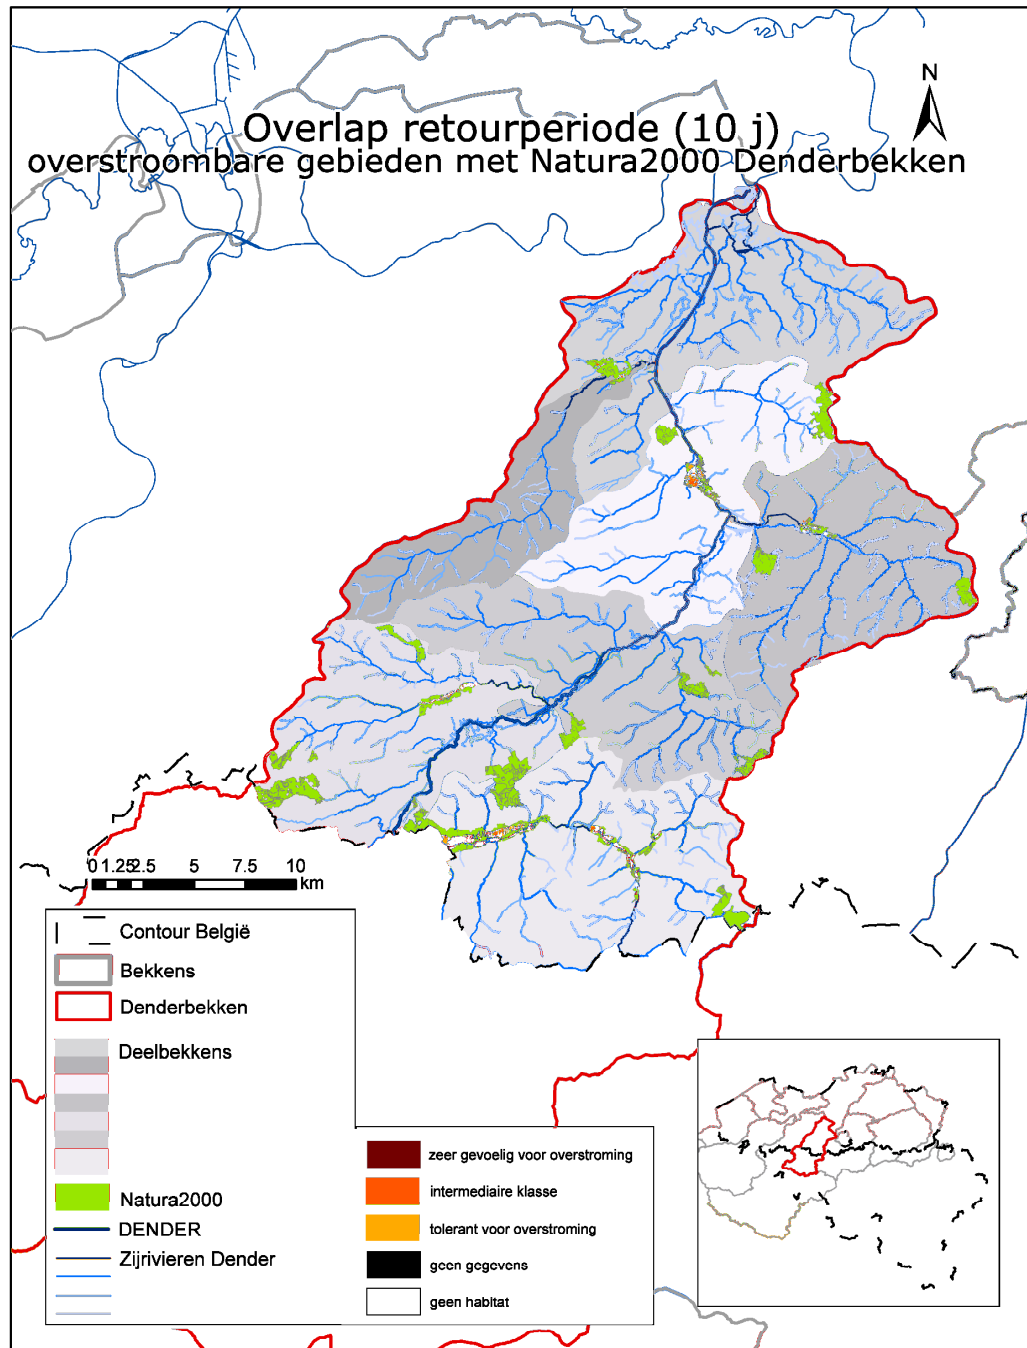 N
Overlap retourperiode (10 j)
overstroombare gebieden met Natura2000 Denderbekken
0 1.25 2.5 5 7.5 10
km
Contour België
Bekkens
Denderbekken
Deelbekkens
Natura2000
DENDER
Zijrivieren Dender
zeer gevoelig voor overstroming
intermediaire klasse
tolerant voor overstroming
geen gegevens
geen habitat